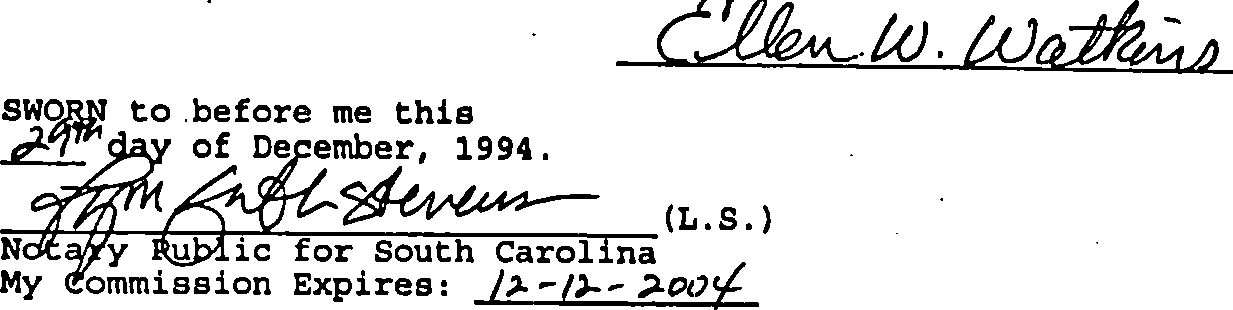 Ellen W. Watkins
SWORN to before me this
29th day of December, 1994.
Stevens (L.S.)
Notary Public for South Carolina
My Commission Expires: 12-12-2004